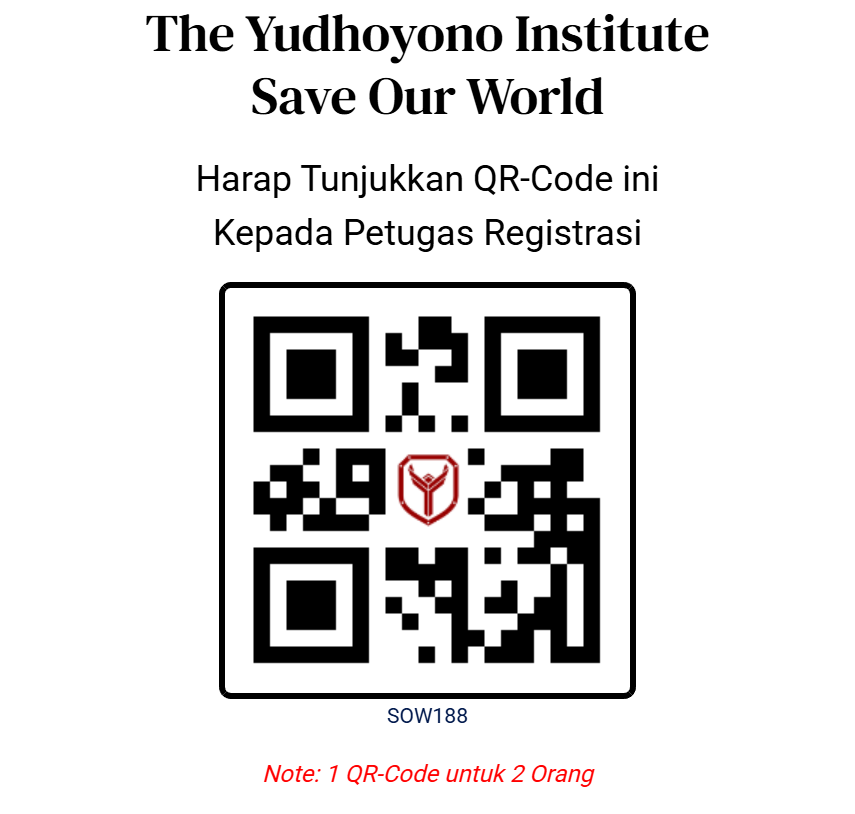 The Yudhoyono Institute
Save Our World
Harap Tunjukkan QR-Code ini
Kepada Petugas Registrasi
SOW188
Note: 1 QR-Code untuk 2 Orang